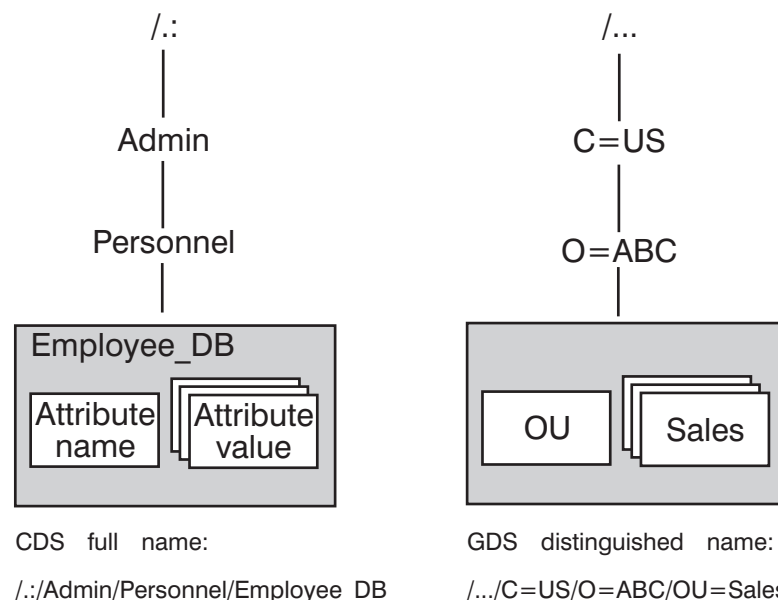 /.:
Admin
Personnel
Employee_DB
Attribute
name
Attribute
value
CDS full name:
/.:/Admin/Personnel/Employee_DB
/...
C=US
O=ABC
OU
Sales
GDS distinguished name:
/.../C=US/O=ABC/OU=Sales